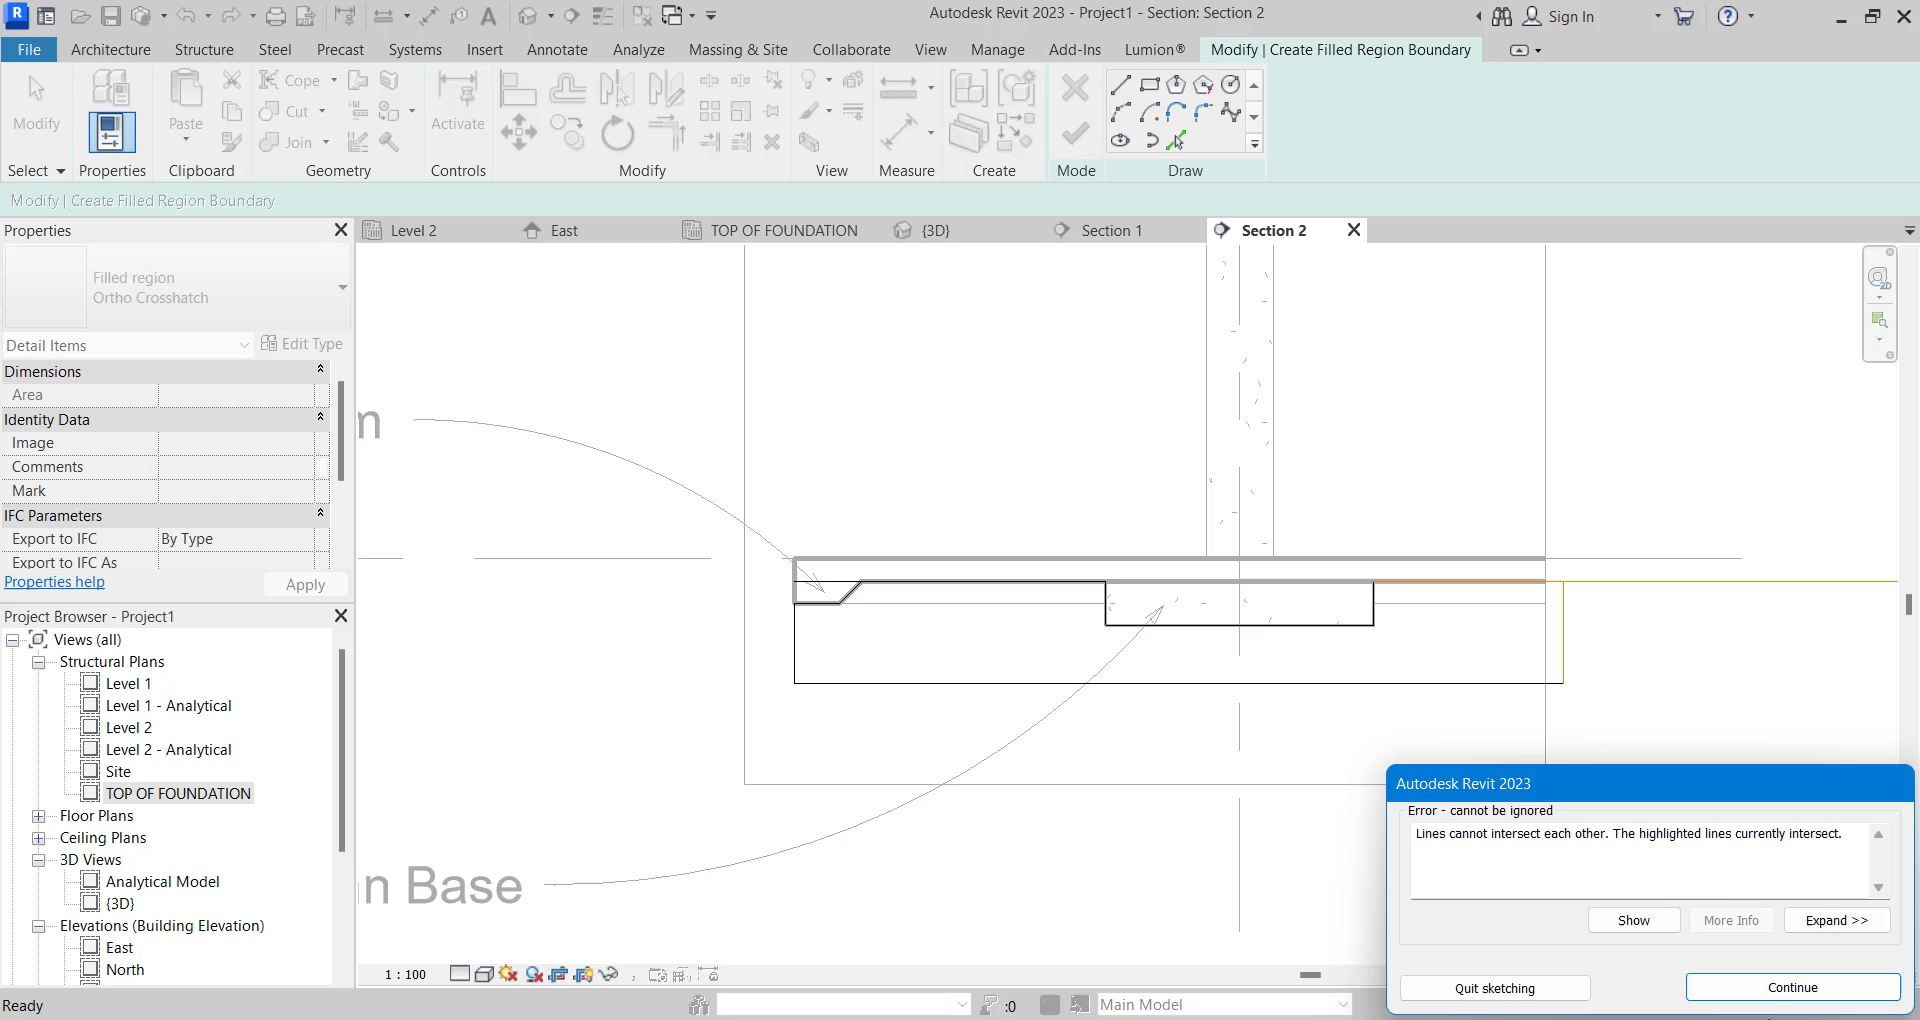 R
Autodesk Revit 2023 - Project1 - Section: Section 2
Sign In
File
Architecture
Structure
Steel
Precast
Systems
Insert
Annotate
Analyze
Massing & Site
Collaborate
View
Manage
Add-Ins
Lumion®
Modify | Create Filled Region Boundary
Modify
Paste
Cope
Cut
Join
Activate
Select
Properties
Clipboard
Geometry
Controls
Modify
View
Measure
Create
Mode
Draw
Modify | Create Filled Region Boundary
Properties
Filled region
Ortho Crosshatch
Detail Items
Edit Type
Dimensions
Area
Identity Data
Image
Comments
Mark
IFC Parameters
Export to IFC
By Type
Export to IFC As
Properties help
Apply
Project Browser - Project1
Views (all)
Structural Plans
Level 1
Level 1 - Analytical
Level 2
Level 2 - Analytical
Site
TOP OF FOUNDATION
Floor Plans
Ceiling Plans
3D Views
Analytical Model
{3D}
Elevations (Building Elevation)
East
North
Level 2
East
TOP OF FOUNDATION
{3D}
Section 1
Section 2
2D
m
n Base
1 : 100
Autodesk Revit 2023
Error - cannot be ignored
Lines cannot intersect each other. The highlighted lines currently intersect.
Show
More Info
Expand >>
Quit sketching
Continue
Ready
:0
Main Model